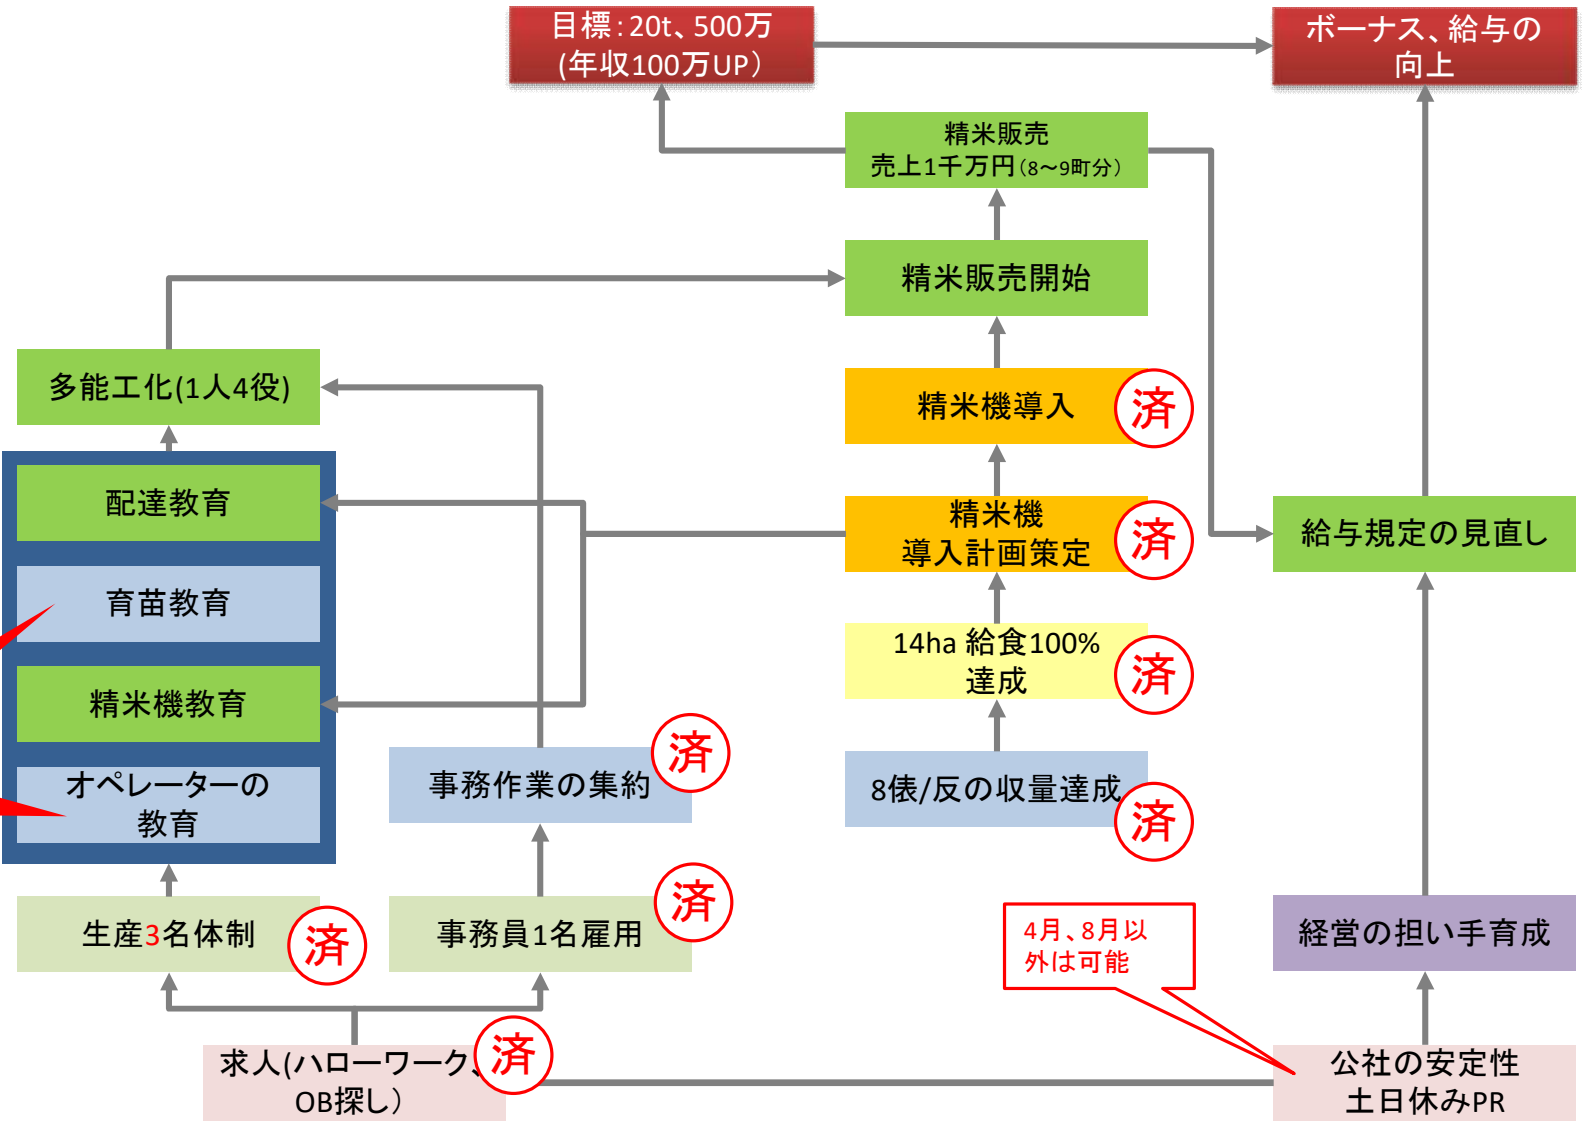 目標：20t、500万
(年収100万UP）
ボーナス、給与の
向上
精米販売
売上1千万円（8～9町分）
精米販売開始
多能工化(1人4役)
精米機導入
済
配達教育
精米機
導入計画策定
済
給与規定の見直し
育苗教育
14ha 給食100%
達成
済
精米機教育
オペレーターの
教育
事務作業の集約
済
8俵/反の収量達成
済
生産3名体制
済
事務員1名雇用
済
4月、8月以
外は可能
経営の担い手育成
求人(ハローワーク、
OB探し）
済
公社の安定性
土日休みPR